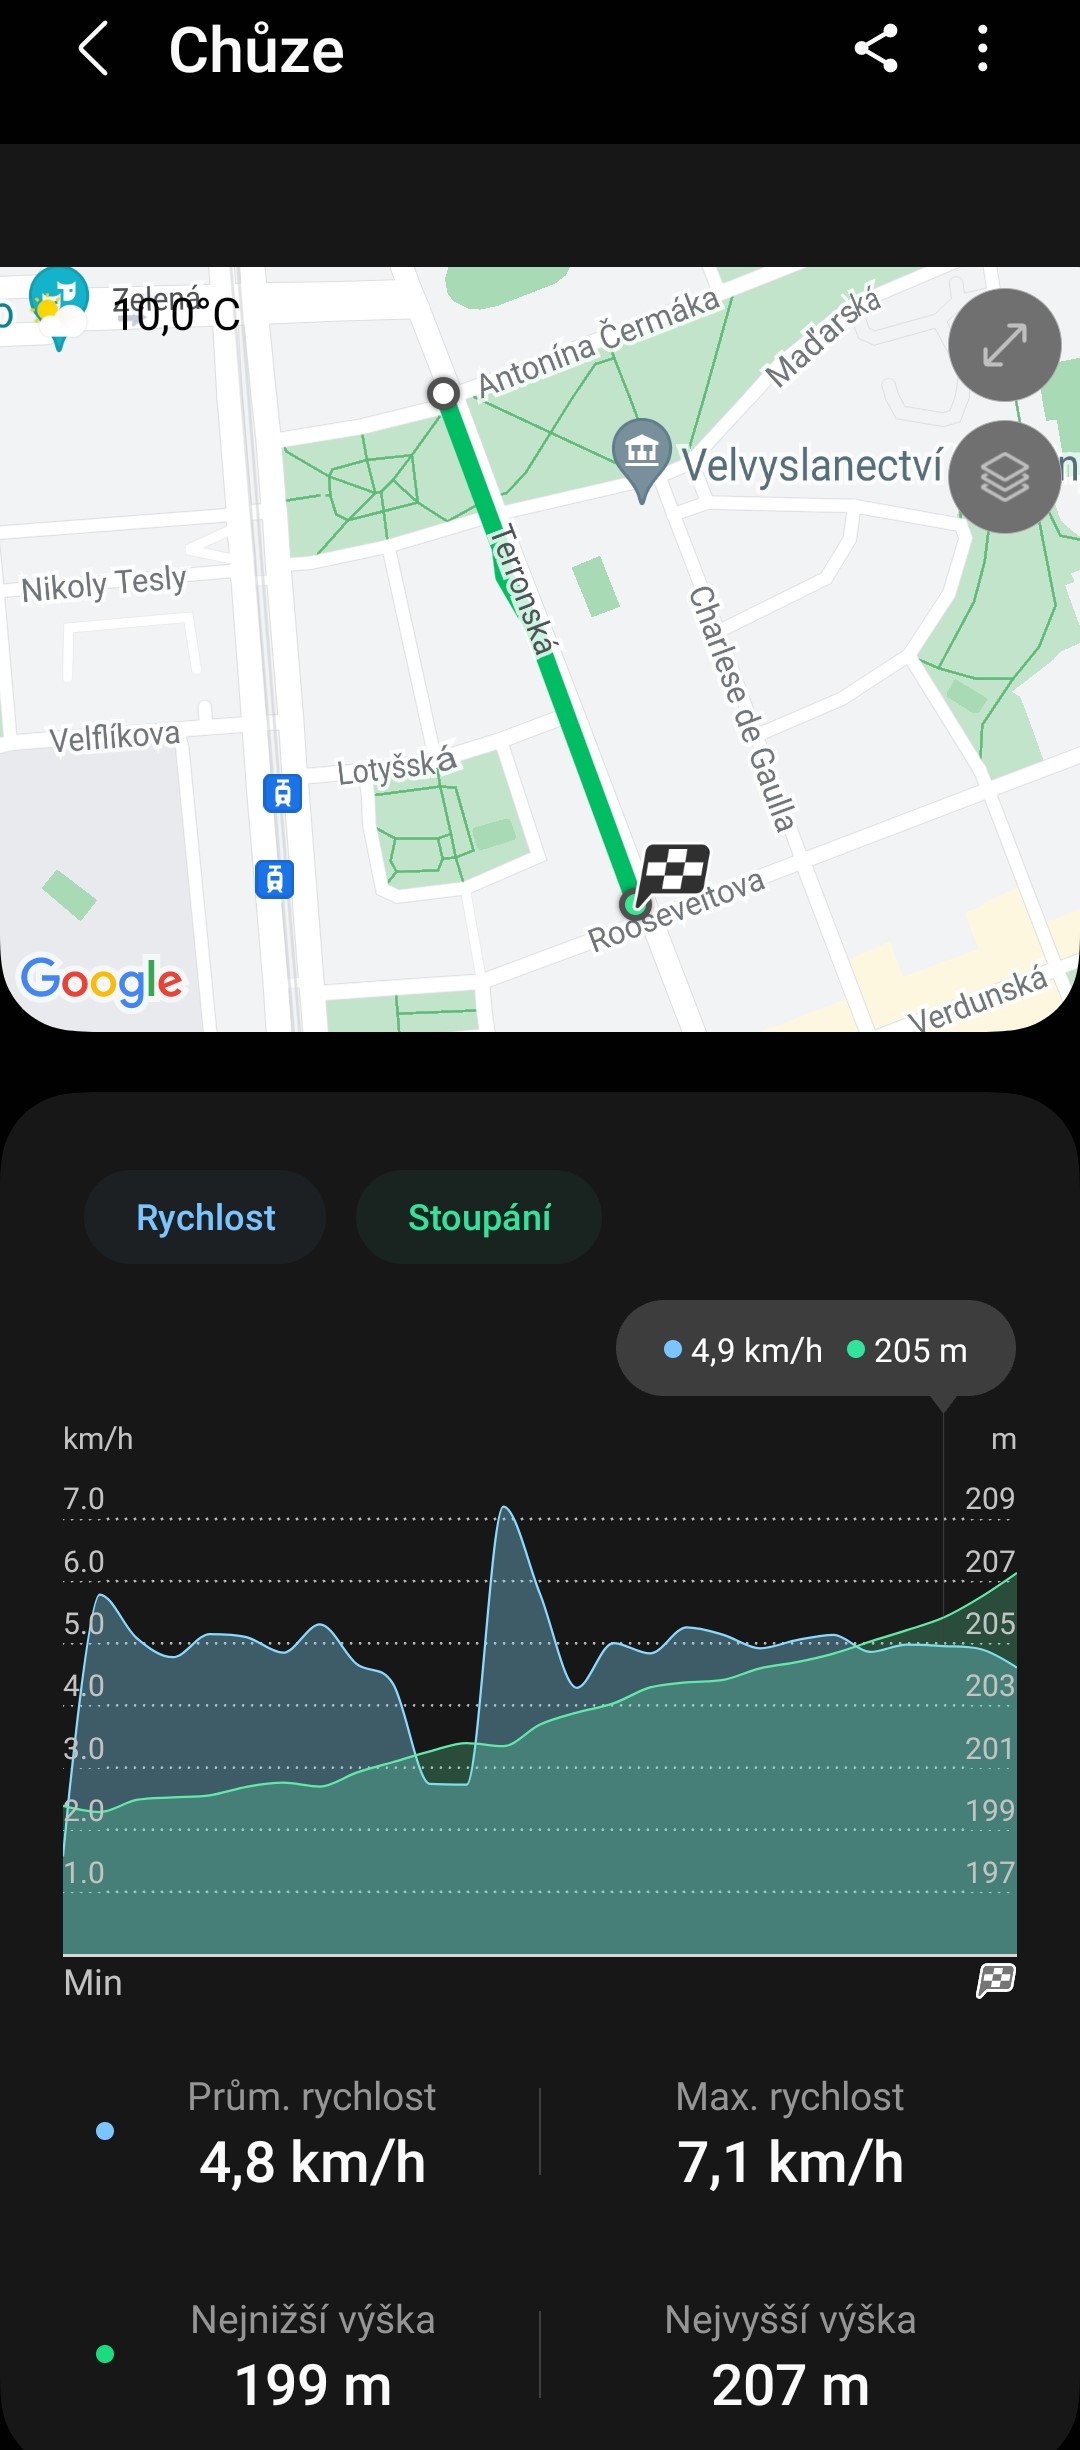 Chůze
Zelená
10,0°C
Antonína Čermáka
Maďarská
Velvyslanectví
Nikoly Tesly
Terronská
Charlese de Gaulla
Velflíkova
Lotyšská
Rooseveltova
Google
Verdunská
Rychlost
Stoupání
4,9 km/h 205 m
km/h m
7.0 209
6.0 207
5.0 205
4.0 203
3.0 201
2.0 199
1.0 197
Min
Prům. rychlost Max. rychlost
4,8 km/h 7,1 km/h
Nejnižší výška Nejvyšší výška
199 m 207 m